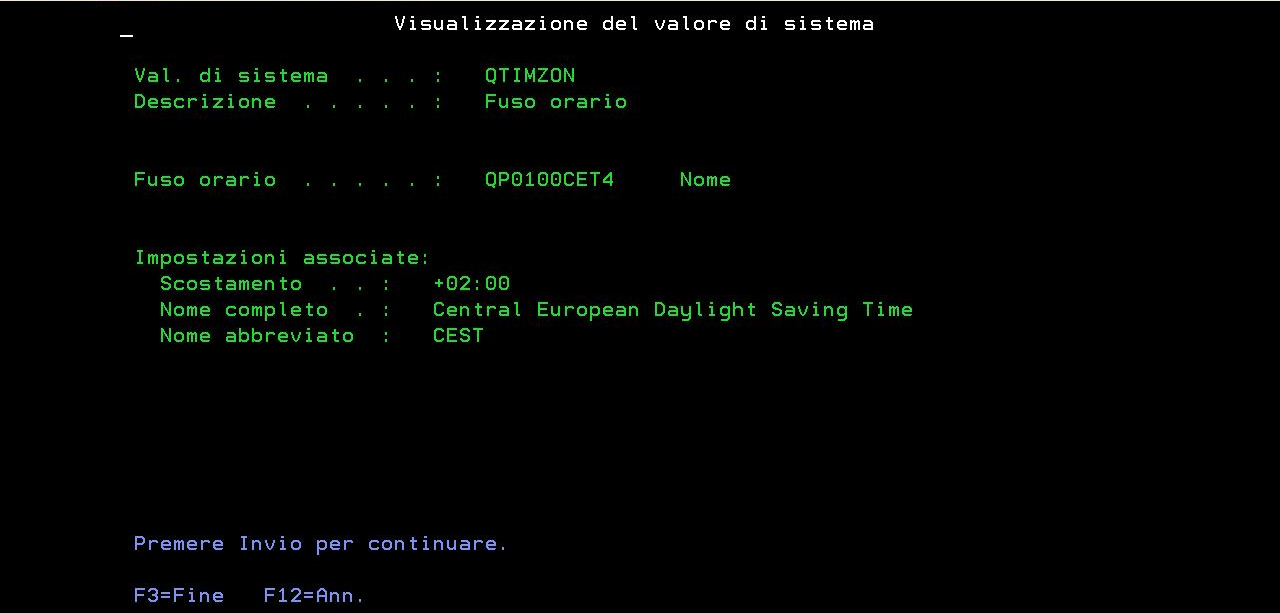 Visualizzazione del valore di sistema
Val. di sistema . . . : QTIMZON
Descrizione . . . . . : Fuso orario
Fuso orario . . . . . : QP0100CET4 Nome
Impostazioni associate:
Scostamento . . : +02:00
Nome completo . : Central European Daylight Saving Time
Nome abbreviato : CEST
Premere Invio per continuare.
F3=Fine F12=Ann.